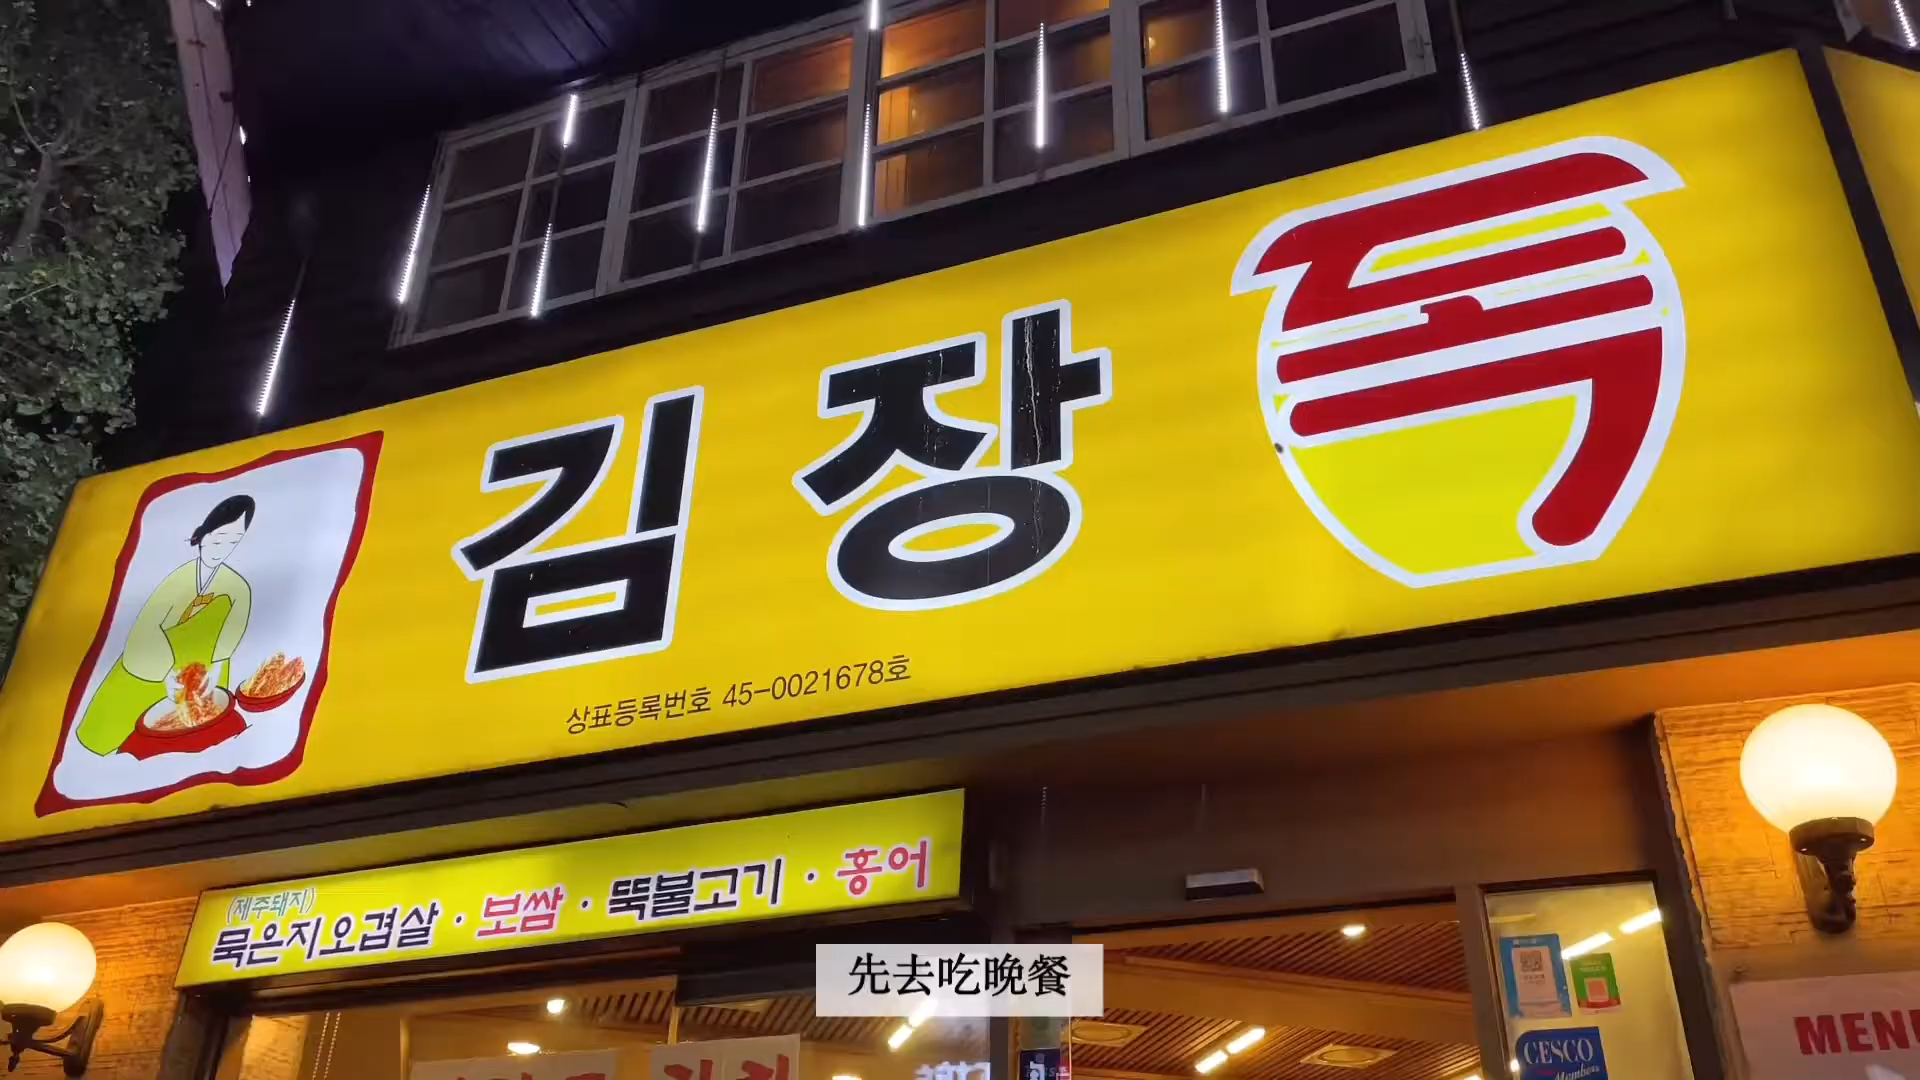 김장독
상표등록번호 45-0021678호
(제주돼지)
묵은지오겹살 · 보쌈 · 뚝불고기 · 홍어
先去吃晚餐
CESCO
Members
MENU